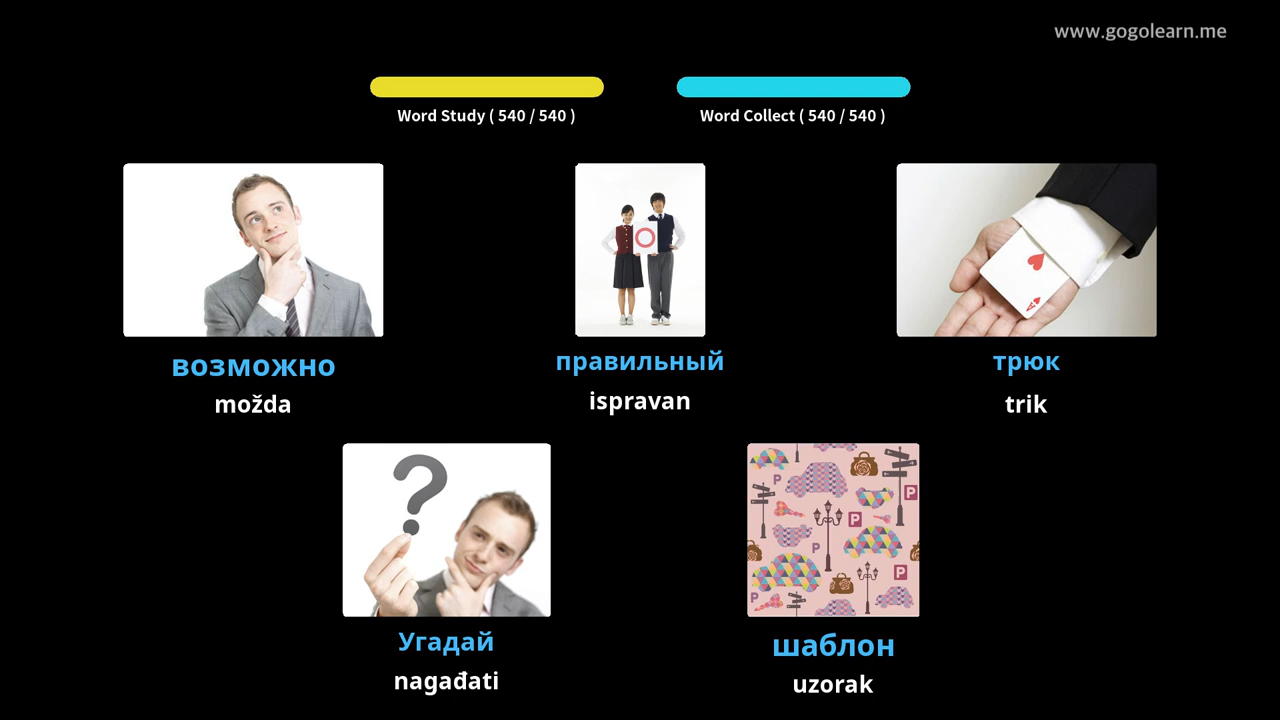 www.gogolearn.me
Word Study ( 540 / 540 )
Word Collect ( 540 / 540 )
возможно
možda
правильный
ispravan
трюк
trik
Угадай
nagađati
шаблон
uzorak
A
?
P
P
P
P
P
P